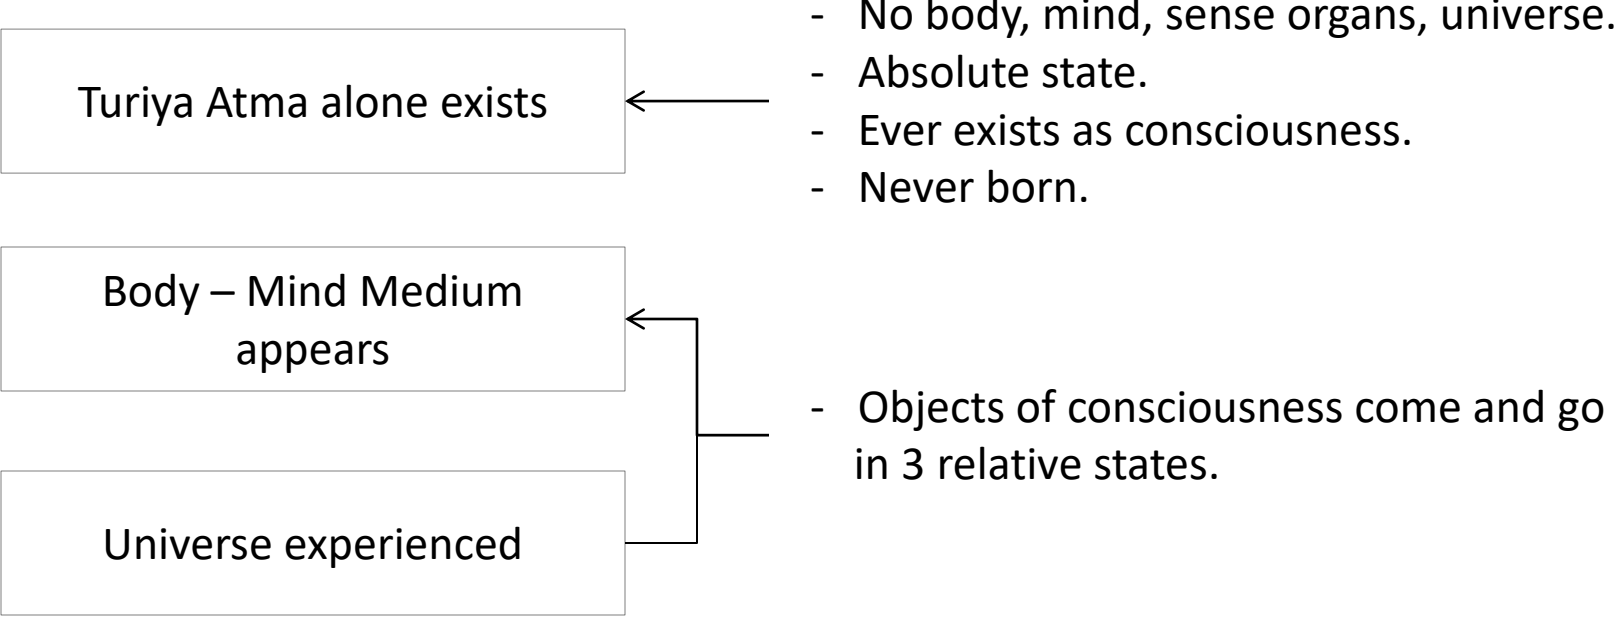 - No body, mind, sense organs, universe.
Turiya Atma alone exists
- Absolute state.
- Ever exists as consciousness.
- Never born.
Body – Mind Medium
appears
- Objects of consciousness come and go
in 3 relative states.
Universe experienced